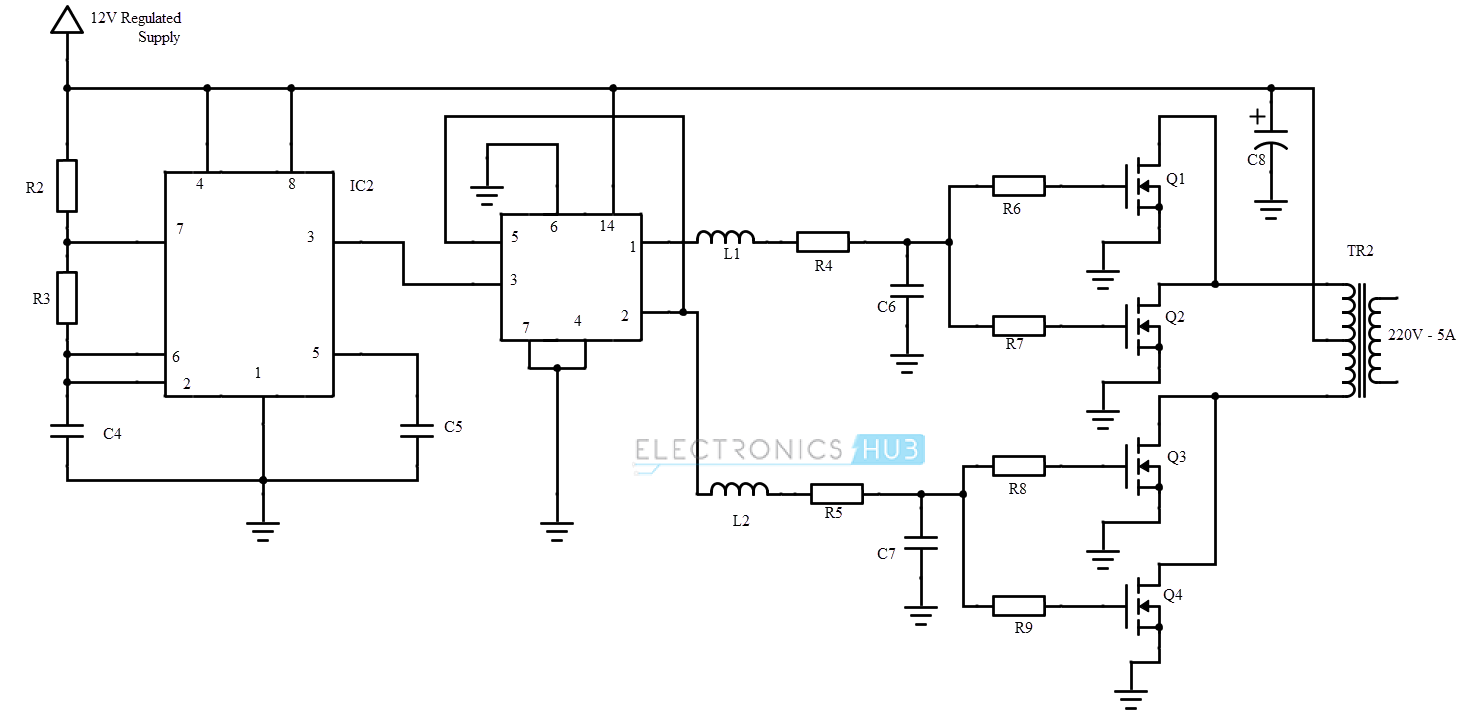 12V Regulated
Supply
R2
R3
4
8
IC2
7
3
6
5
2
1
C4
C5
5
6
14
1
3
2
7
4
L1
R4
C6
R6
R7
Q1
Q2
C8
TR2
220V - 5A
ELECTRONICS HUB
L2
R5
C7
R8
R9
Q3
Q4